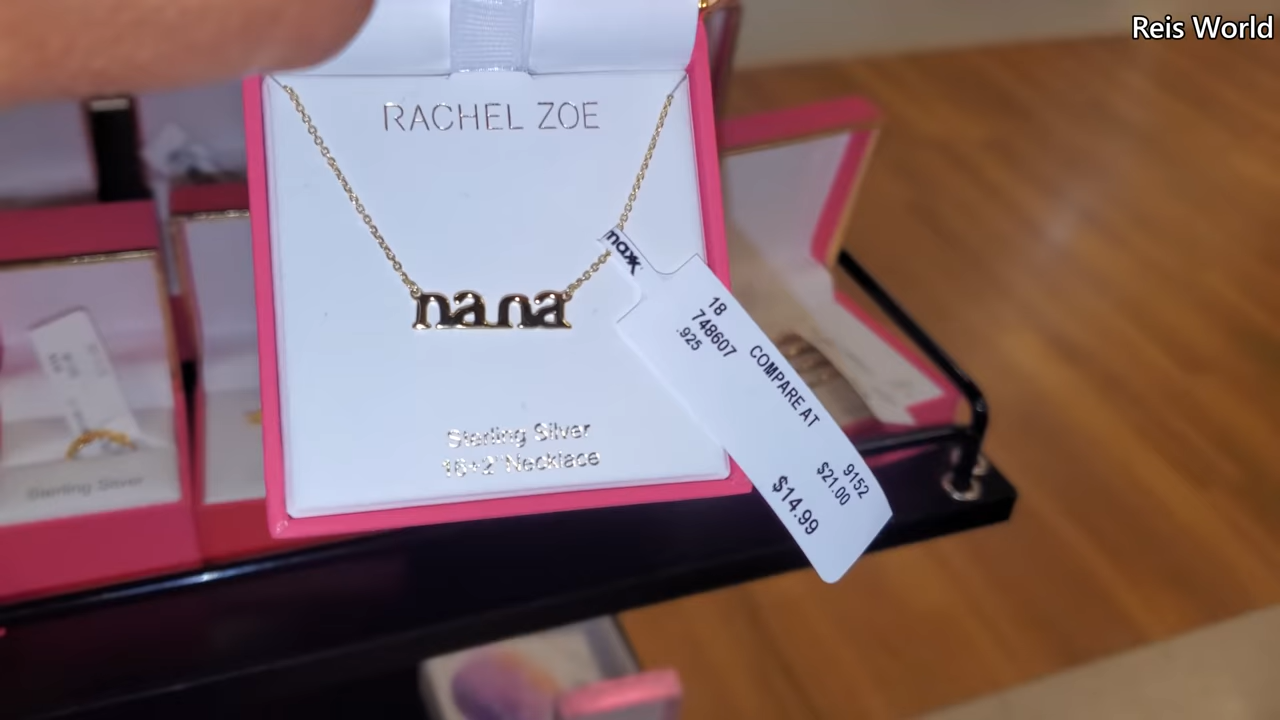 Reis World
RACHEL ZOE
nana
Sterling Silver
16+2" Necklace
maxx
18
748607
.925
COMPARE AT
9152
$21.00
$14.99
Sterling Silver